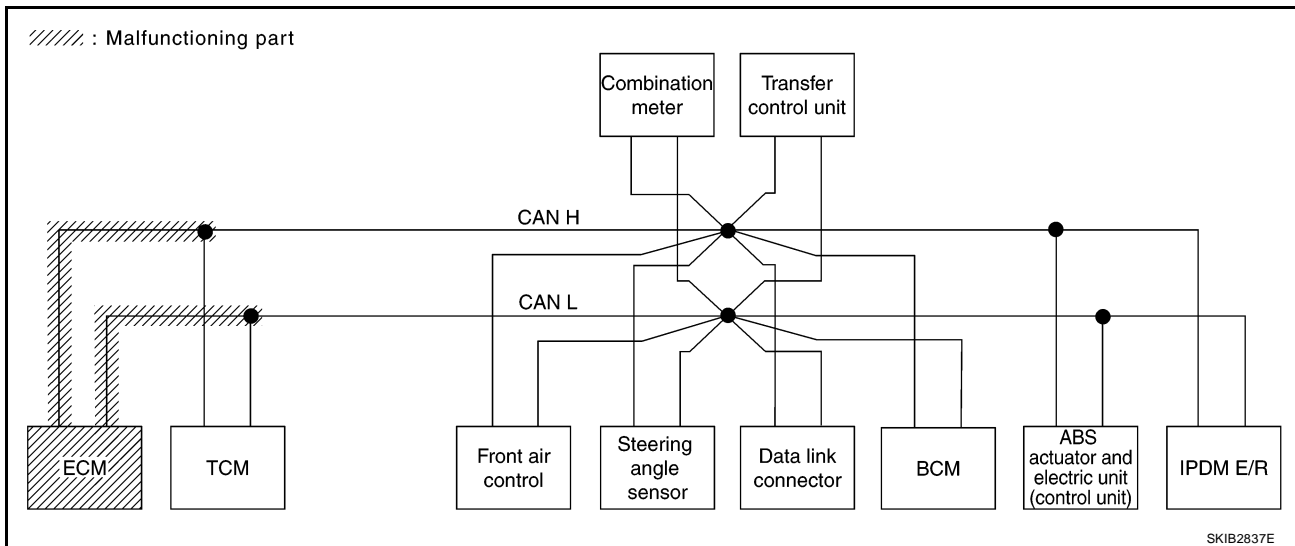 : Malfunctioning part
Combination
meter
Transfer
control unit
CAN H
CAN L
ECM
TCM
Front air
control
Steering
angle
sensor
Data link
connector
BCM
ABS
actuator and
electric unit
(control unit)
IPDM E/R
SKIB2837E